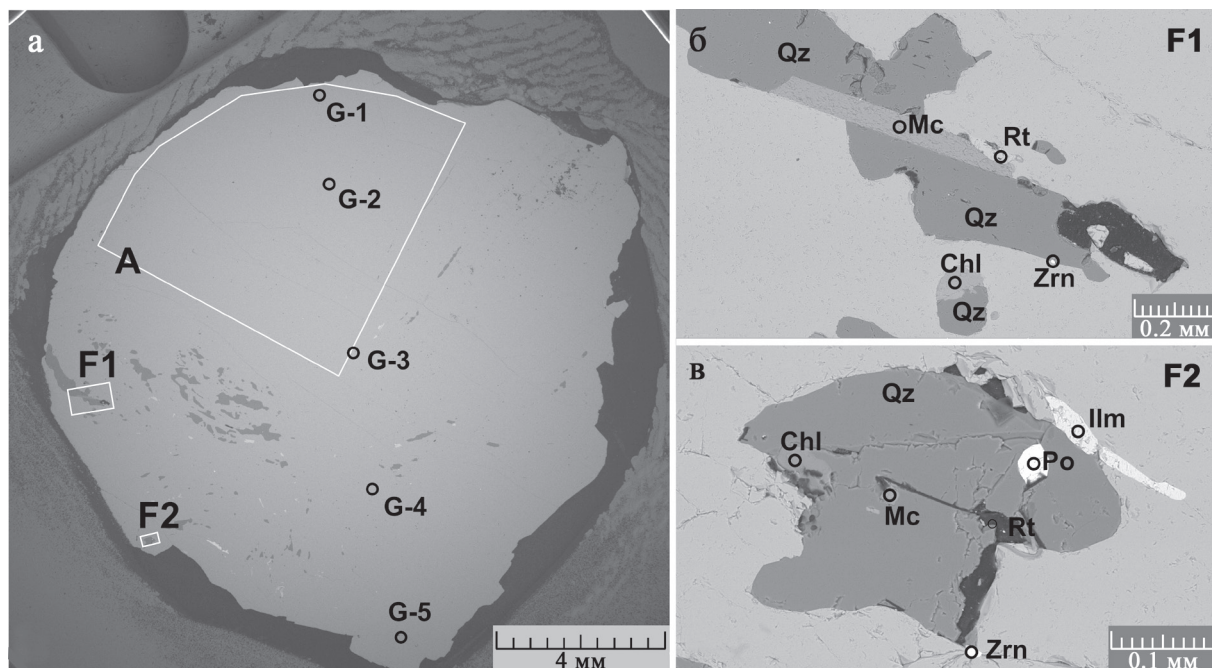 а
G-1
G-2
A
G-3
F1
G-4
F2
G-5
4 мм
б
F1
Qz
Mc
Rt
Qz
Chl
Zrn
Qz
0.2 мм
в
F2
Qz
Ilm
Chl
Po
Mc
Rt
Zrn
0.1 мм